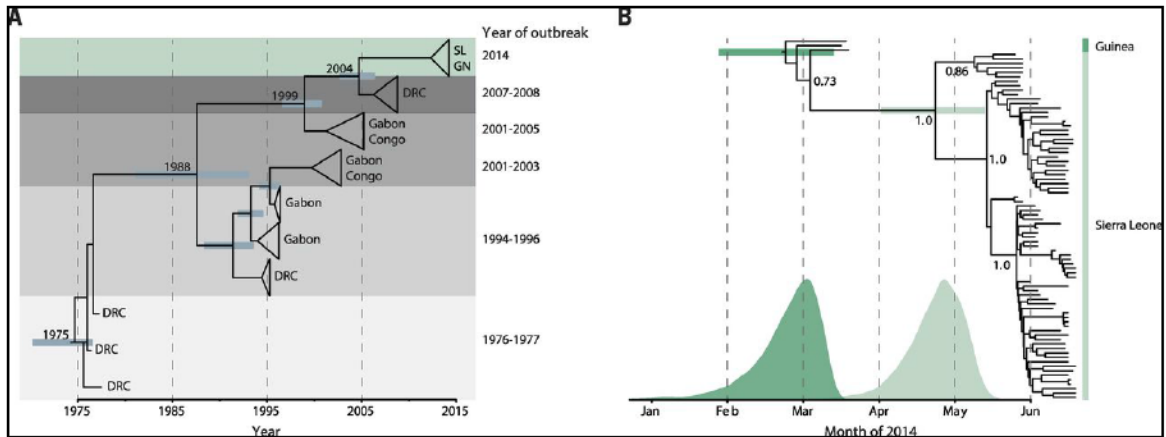 A
Year of outbreak
SL
GN
2014
2004
DRC
2007-2008
1999
Gabon
Congo
2001-2005
Gabon
Congo
2001-2003
1988
Gabon
Gabon
1994-1996
DRC
DRC
1975
DRC
1976-1977
DRC
1975
1985
1995
2005
2015
Year
B
Guinea
0.73
0.86
1.0
1.0
Sierra Leone
1.0
Jan
Feb
Mar
Apr
May
Jun
Month of 2014